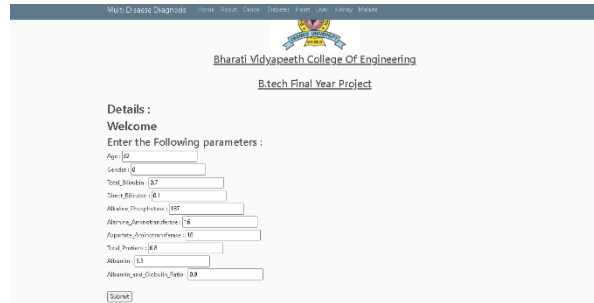 Multi Disaese Diagnosis Home About Cancer Diabetes Heart Liver Kidney Malaria
Bharati Vidyapeeth College Of Engineering
B.tech Final Year Project
Details :
Welcome
Enter the Following parameters :
Age :
Gender : 0
Total_Bilirubin : 0.7
Direct_Bilirubin : 0.1
Alkaline_Phosphotase : 187
Alamine_Aminotransferase : 16
Aspartate_Aminotransferase : 18
Total_Protiens : 6.8
Albumin : 3.3
Albumin_and_Globulin_Ratio : 0.9
Submit